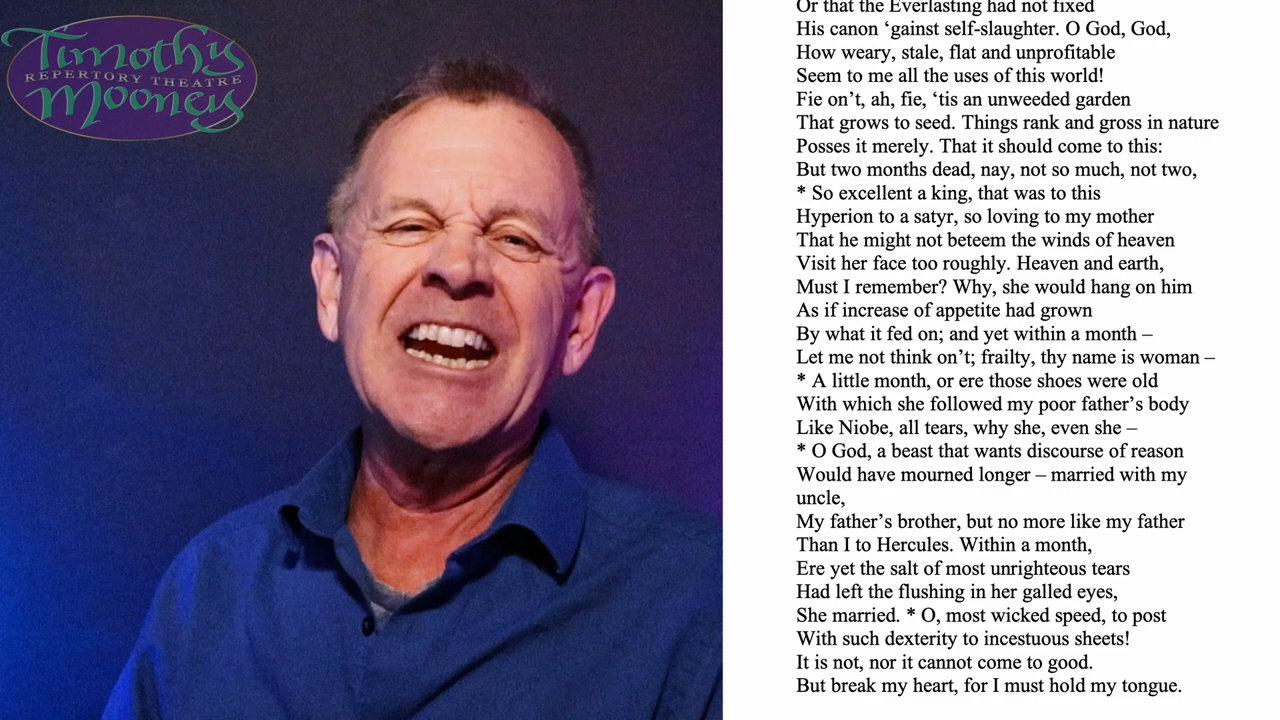 Timothy
REPERTORY THEATRE
Mooney
Or that the Everlasting had not fixed
His canon ‘gainst self-slaughter. O God, God,
How weary, stale, flat and unprofitable
Seem to me all the uses of this world!
Fie on’t, ah, fie, ‘tis an unweeded garden
That grows to seed. Things rank and gross in nature
Posses it merely. That it should come to this:
But two months dead, nay, not so much, not two,
* So excellent a king, that was to this
Hyperion to a satyr, so loving to my mother
That he might not beteem the winds of heaven
Visit her face too roughly. Heaven and earth,
Must I remember? Why, she would hang on him
As if increase of appetite had grown
By what it fed on; and yet within a month –
Let me not think on’t; frailty, thy name is woman –
* A little month, or ere those shoes were old
With which she followed my poor father’s body
Like Niobe, all tears, why she, even she –
* O God, a beast that wants discourse of reason
Would have mourned longer – married with my
uncle,
My father’s brother, but no more like my father
Than I to Hercules. Within a month,
Ere yet the salt of most unrighteous tears
Had left the flushing in her galled eyes,
She married. * O, most wicked speed, to post
With such dexterity to incestuous sheets!
It is not, nor it cannot come to good.
But break my heart, for I must hold my tongue.